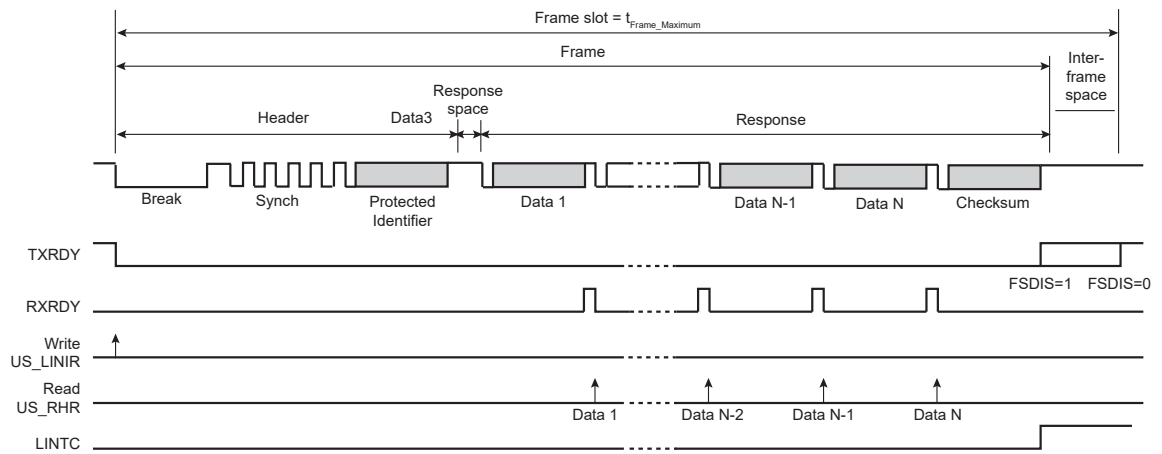 Frame slot = tFrame_Maximum
Frame
Inter-
frame
space
Header
Data3
Response
space
Response
Break
Synch
Protected
Identifier
Data 1
Data N-1
Data N
Checksum
TXRDY
FSDIS=1
FSDIS=0
RXRDY
Write
US_LINIR
Read
US_RHR
Data 1
Data N-2
Data N-1
Data N
LINTC